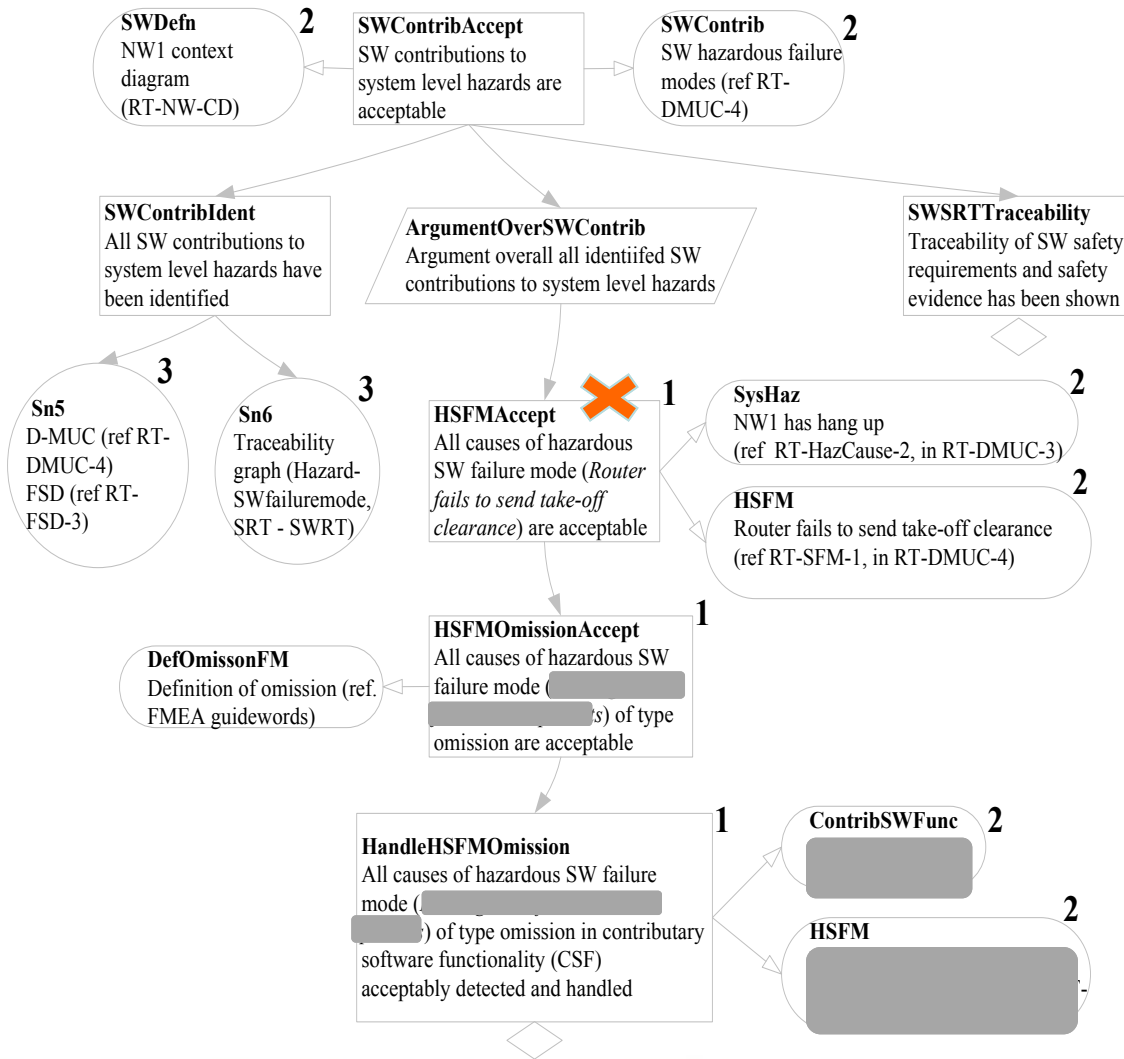 SWDefn
NW1 context
diagram
(RT-NW-CD)
2
SWContribAccept
SW contributions to
system level hazards are
acceptable
SWContrib
SW hazardous failure
modes (ref RT-
DMUC-4)
2
SWContribIdent
All SW contributions to
system level hazards have
been identified
ArgumentOverSWContrib
Argument overall all identiifed SW
contributions to system level hazards
SWSRTTraceability
Traceability of SW safety
requirements and safety
evidence has been shown
Sn5
D-MUC (ref RT-
DMUC-4)
FSD (ref RT-
FSD-3)
3
Sn6
Traceability
graph (Hazard-
SWfailuremode,
SRT - SWRT)
3
HSFMAccept
All causes of hazardous
SW failure mode (Router
fails to send take-off
clearance) are acceptable
1
SysHaz
NW1 has hang up
(ref RT-HazCause-2, in RT-DMUC-3)
2
HSFM
Router fails to send take-off clearance
(ref RT-SFM-1, in RT-DMUC-4)
2
DefOmissonFM
Definition of omission (ref.
FMEA guidewords)
HSFMOmissionAccept
All causes of hazardous SW
failure mode (
) of type
omission are acceptable
1
HandleHSFMOmission
All causes of hazardous SW failure
mode (
) of type omission in contributary
software functionality (CSF)
acceptably detected and handled
1
ContribSWFunc
2
HSFM
2